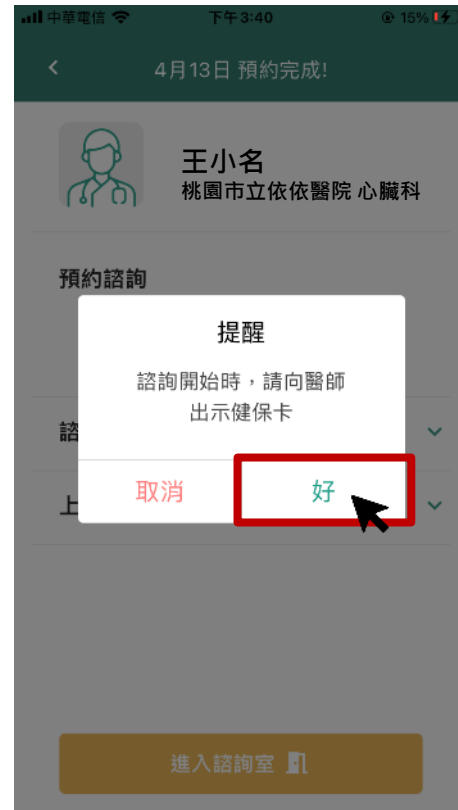 中華電信 下午3:40 15%
4月13日 預約完成!
王小名
桃園市立依依醫院 心臟科
預約諮詢
提醒
諮詢開始時，請向醫師
出示健保卡
諮
取消 好
上
進入諮詢室